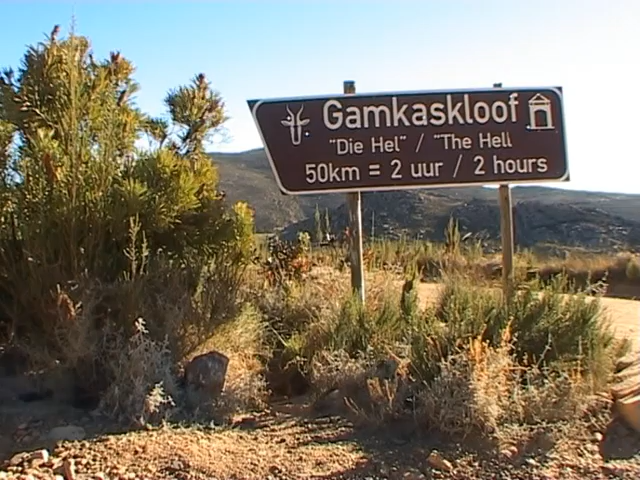 Gamkaskloof
"Die Hel" / "The Hell
50km = 2 uur / 2 hours